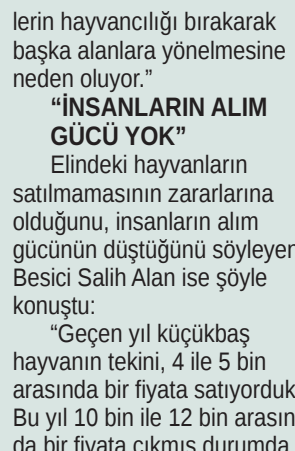 lerin hayvancılığı bırakarak
başka alanlara yönelmesine
neden oluyor.”
“İNSANLARIN ALIM
GÜCÜ YOK”
Elindeki hayvanların
satılmamasının zararlarına
olduğunu, insanların alım
gücünün düştüğünü söyleyen
Besici Salih Alan ise şöyle
konuştu:
“Geçen yıl küçükbaş
hayvanın tekini, 4 ile 5 bin
arasında bir fiyata satıyorduk.
Bu yıl 10 bin ile 12 bin arasın-
da bir fiyata çıkmış durumda